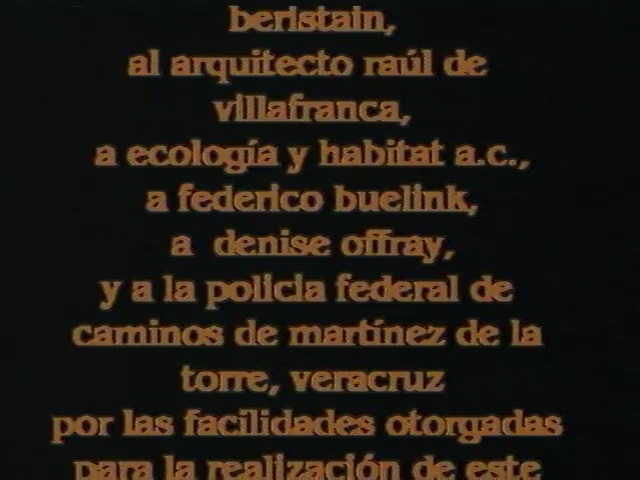 beristain,
al arquitecto raúl de
villafranca,
a ecología y habitat a.c.,
a federico buelink,
a denise offray,
y a la policia federal de
caminos de martínez de la
torre, veracruz
por las facilidades otorgadas
para la realización de este